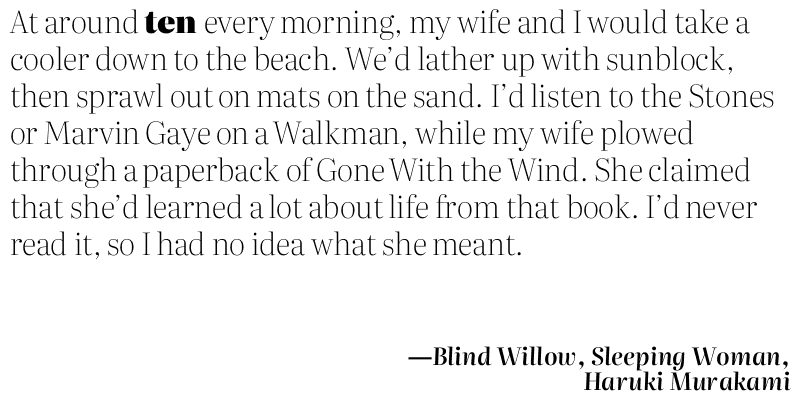 At around ten every morning, my wife and I would take a
cooler down to the beach. We’d lather up with sunblock,
then sprawl out on mats on the sand. I’d listen to the Stones
or Marvin Gaye on a Walkman, while my wife plowed
through a paperback of Gone With the Wind. She claimed
that she’d learned a lot about life from that book. I’d never
read it, so I had no idea what she meant.
—Blind Willow, Sleeping Woman,
Haruki Murakami